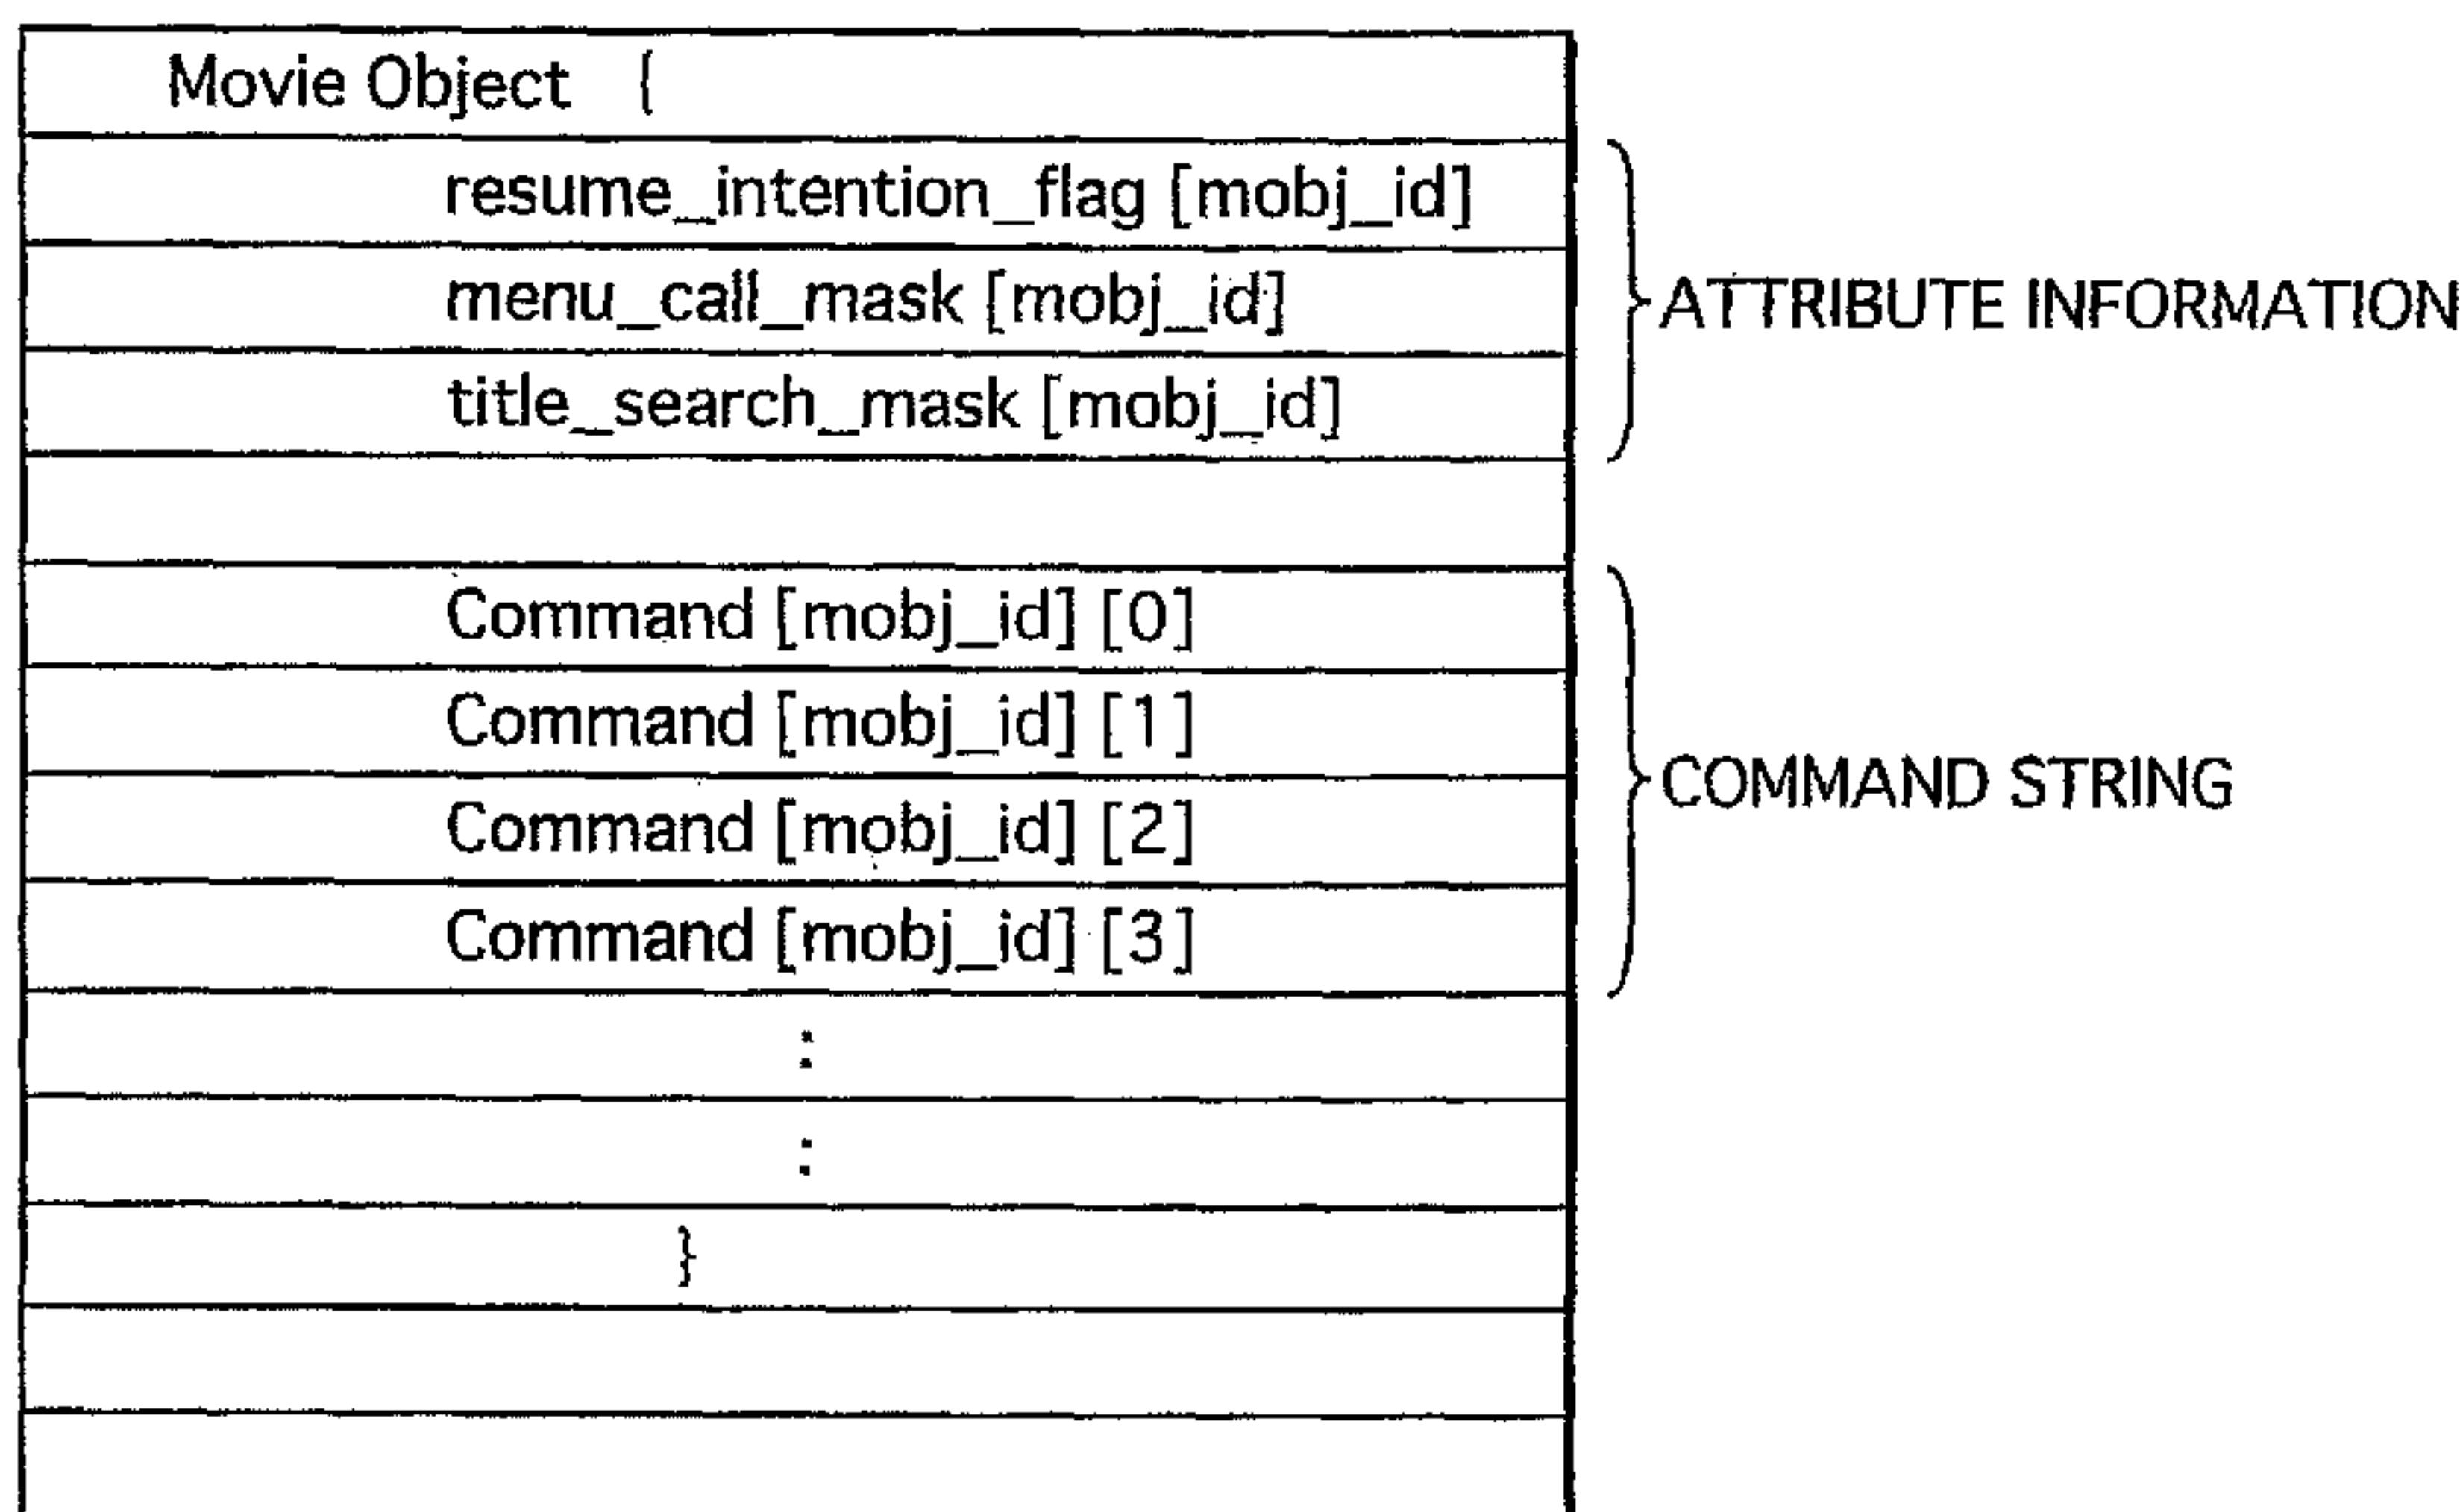 Movie Object {
resume_intention_flag [mobj_id]
menu_call_mask [mobj_id]
ATTRIBUTE INFORMATION
title_search_mask [mobj_id]
Command [mobj_id] [0]
Command [mobj_id] [1]
COMMAND STRING
Command [mobj_id] [2]
Command [mobj_id] [3]
:
:
}